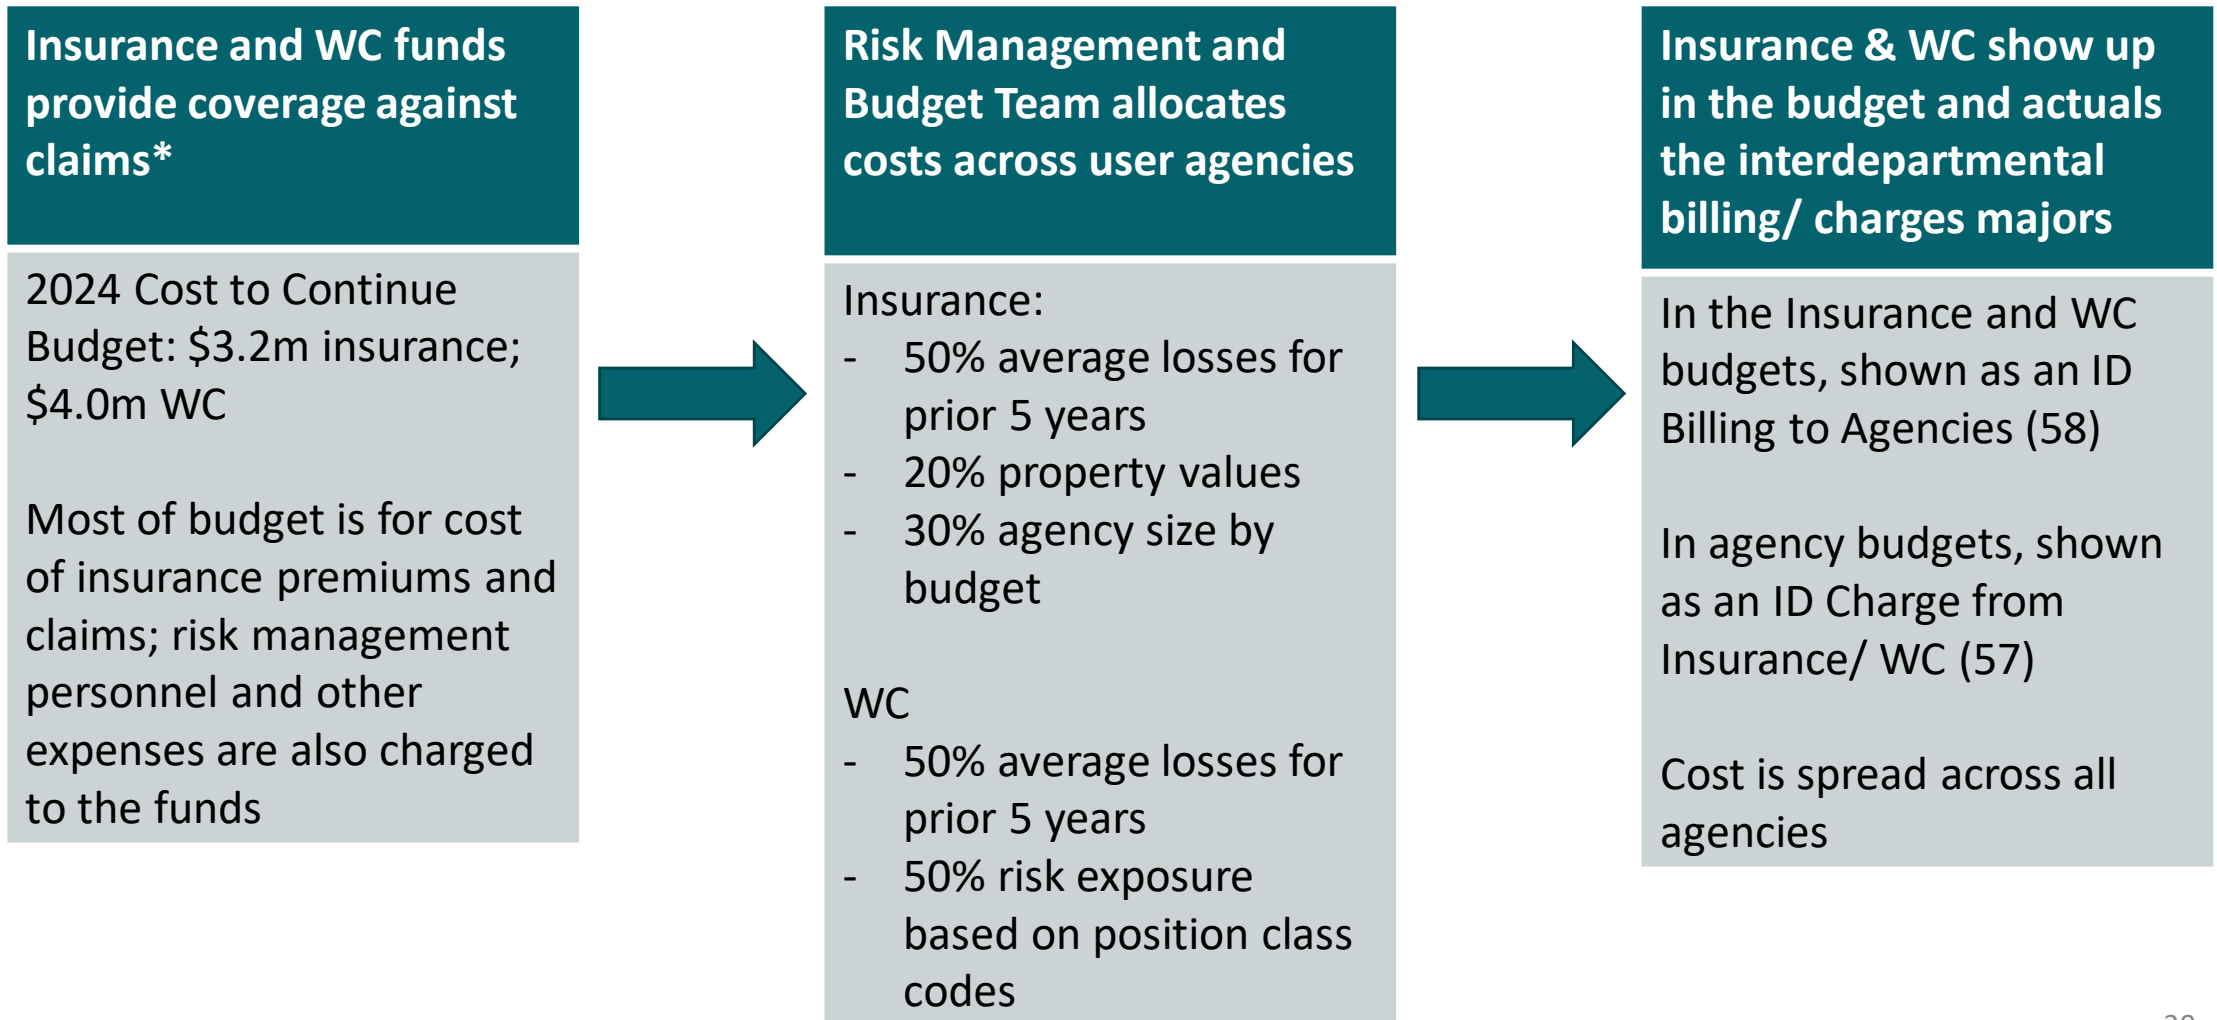 Insurance and WC funds
provide coverage against
claims*
2024 Cost to Continue
Budget: $3.2m insurance;
$4.0m WC
Most of budget is for cost
of insurance premiums and
claims; risk management
personnel and other
expenses are also charged
to the funds
Risk Management and
Budget Team allocates
costs across user agencies
Insurance:
- 50% average losses for
prior 5 years
- 20% property values
- 30% agency size by
budget
WC
- 50% average losses for
prior 5 years
- 50% risk exposure
based on position class
codes
Insurance & WC show up
in the budget and actuals
the interdepartmental
billing/ charges majors
In the Insurance and WC
budgets, shown as an ID
Billing to Agencies (58)
In agency budgets, shown
as an ID Charge from
Insurance/ WC (57)
Cost is spread across all
agencies